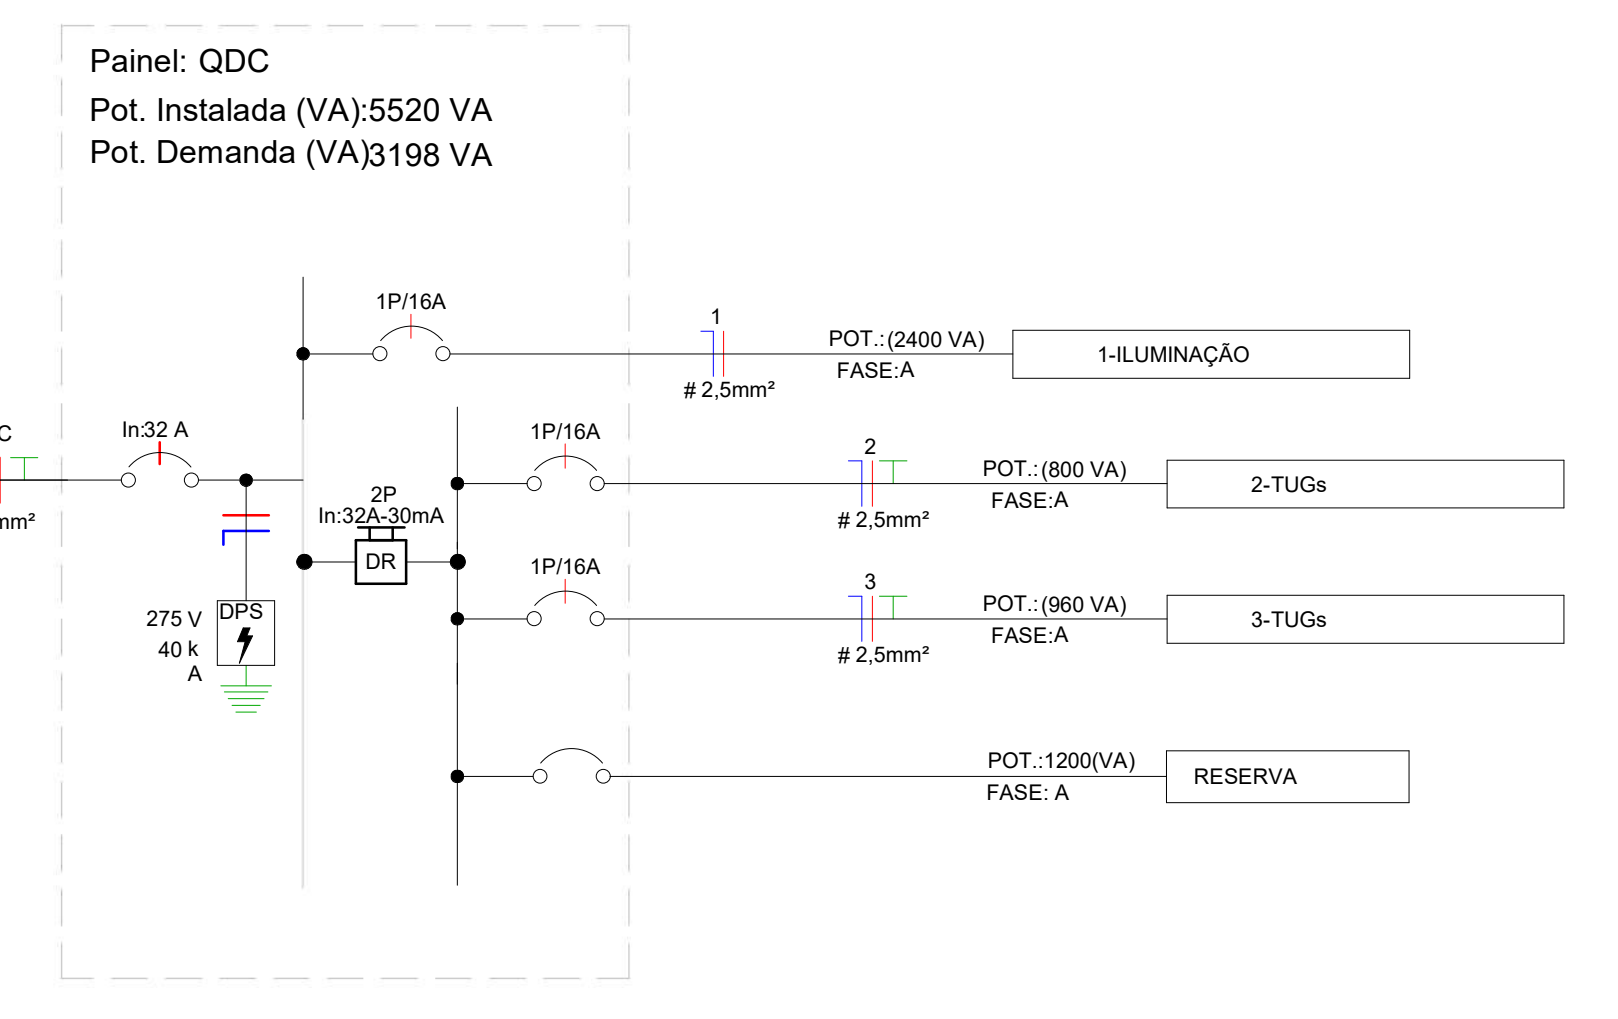 Painel: QDC
Pot. Instalada (VA):5520 VA
Pot. Demanda (VA)3198 VA
1P/16A
1
POT.:(2400 VA)
FASE:A
# 2,5mm²
1-ILUMINAÇÃO
C
mm²
In:32 A
1P/16A
2
POT.:(800 VA)
FASE:A
# 2,5mm²
2-TUGs
2P
In:32A-30mA
DR
1P/16A
3
POT.:(960 VA)
FASE:A
# 2,5mm²
3-TUGs
275 V
40 k
A
DPS
POT.:1200(VA)
FASE: A
RESERVA